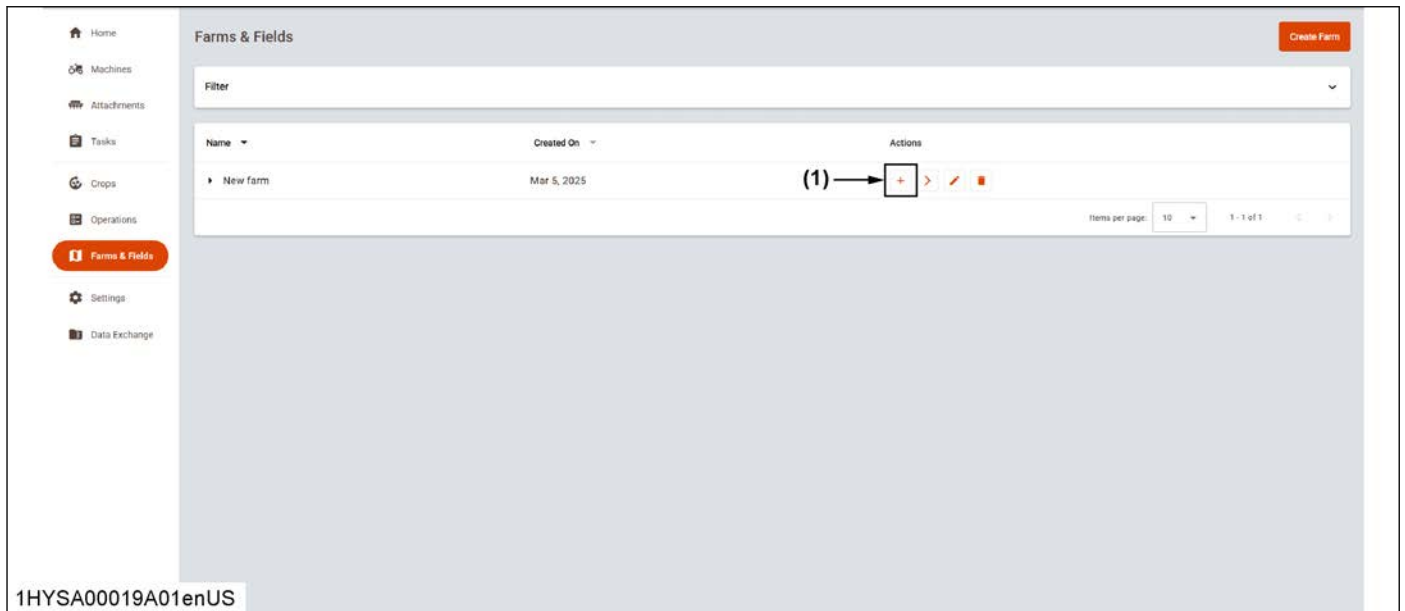 Home
Machines
Attachments
Tasks
Crops
Operations
Farms & Fields
Settings
Data Exchange
Farms & Fields
Create Farm
Filter
Name Created On Actions
New farm Mar 5, 2025 (1)
Items per page: 10 1 - 1 of 1
1HYSA00019A01enUS